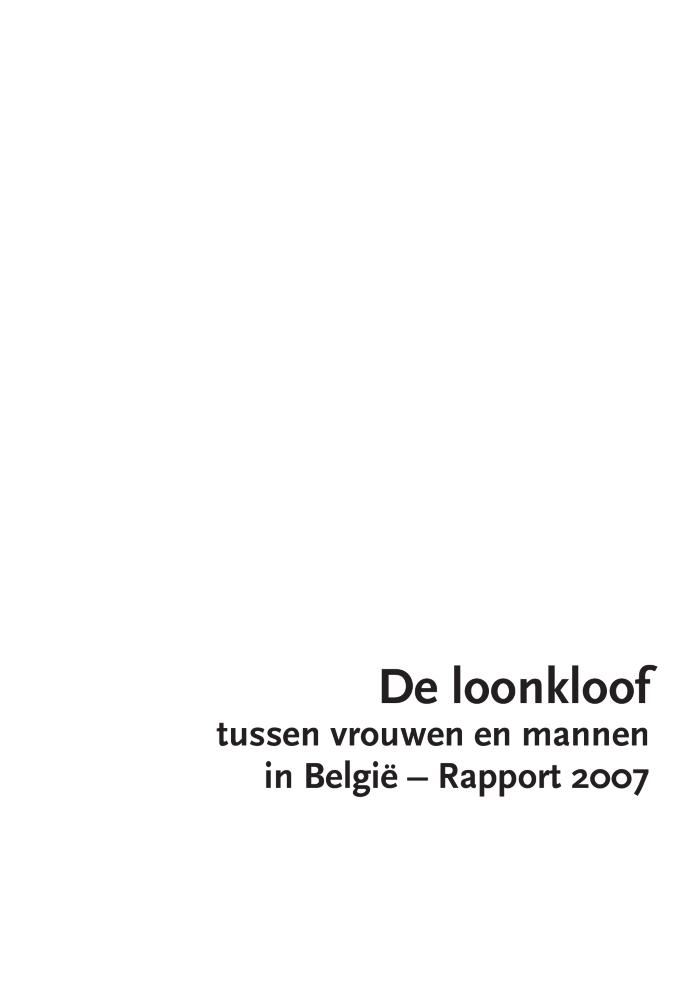 De loonkloof
tussen vrouwen en mannen
in België – Rapport 2007